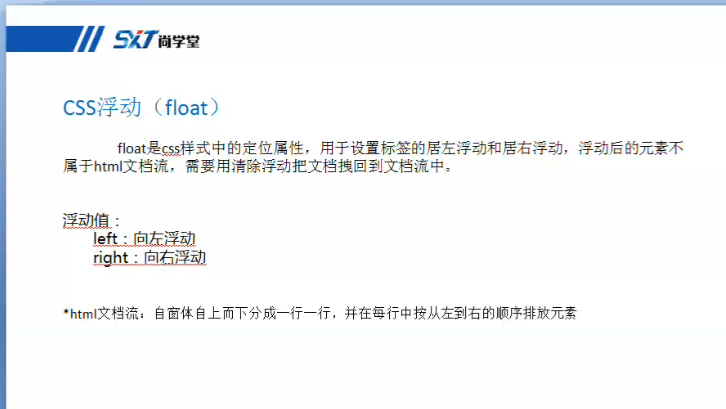 SXT尚学堂
CSS浮动（float）
float是css样式中的定位属性，用于设置标签的居左浮动和居右浮动，浮动后的元素不
属于html文档流，需要用清除浮动把文档拽回到文档流中。
浮动值：
left：向左浮动
right：向右浮动
*html文档流：自窗体自上而下分成一行一行，并在每行中按从左到右的顺序排放元素